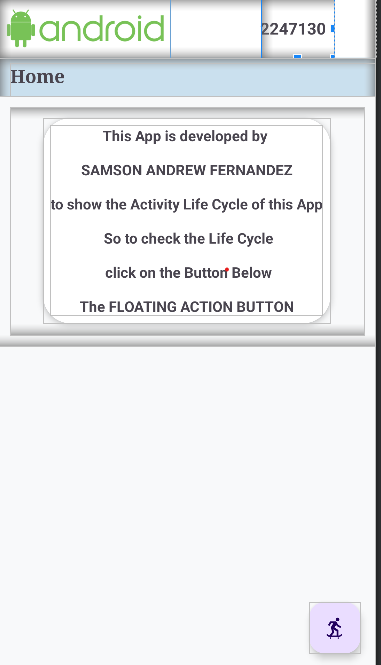 android
2247130
Home
This App is developed by
SAMSON ANDREW FERNANDEZ
to show the Activity Life Cycle of this App
So to check the Life Cycle
click on the Button Below
The FLOATING ACTION BUTTON